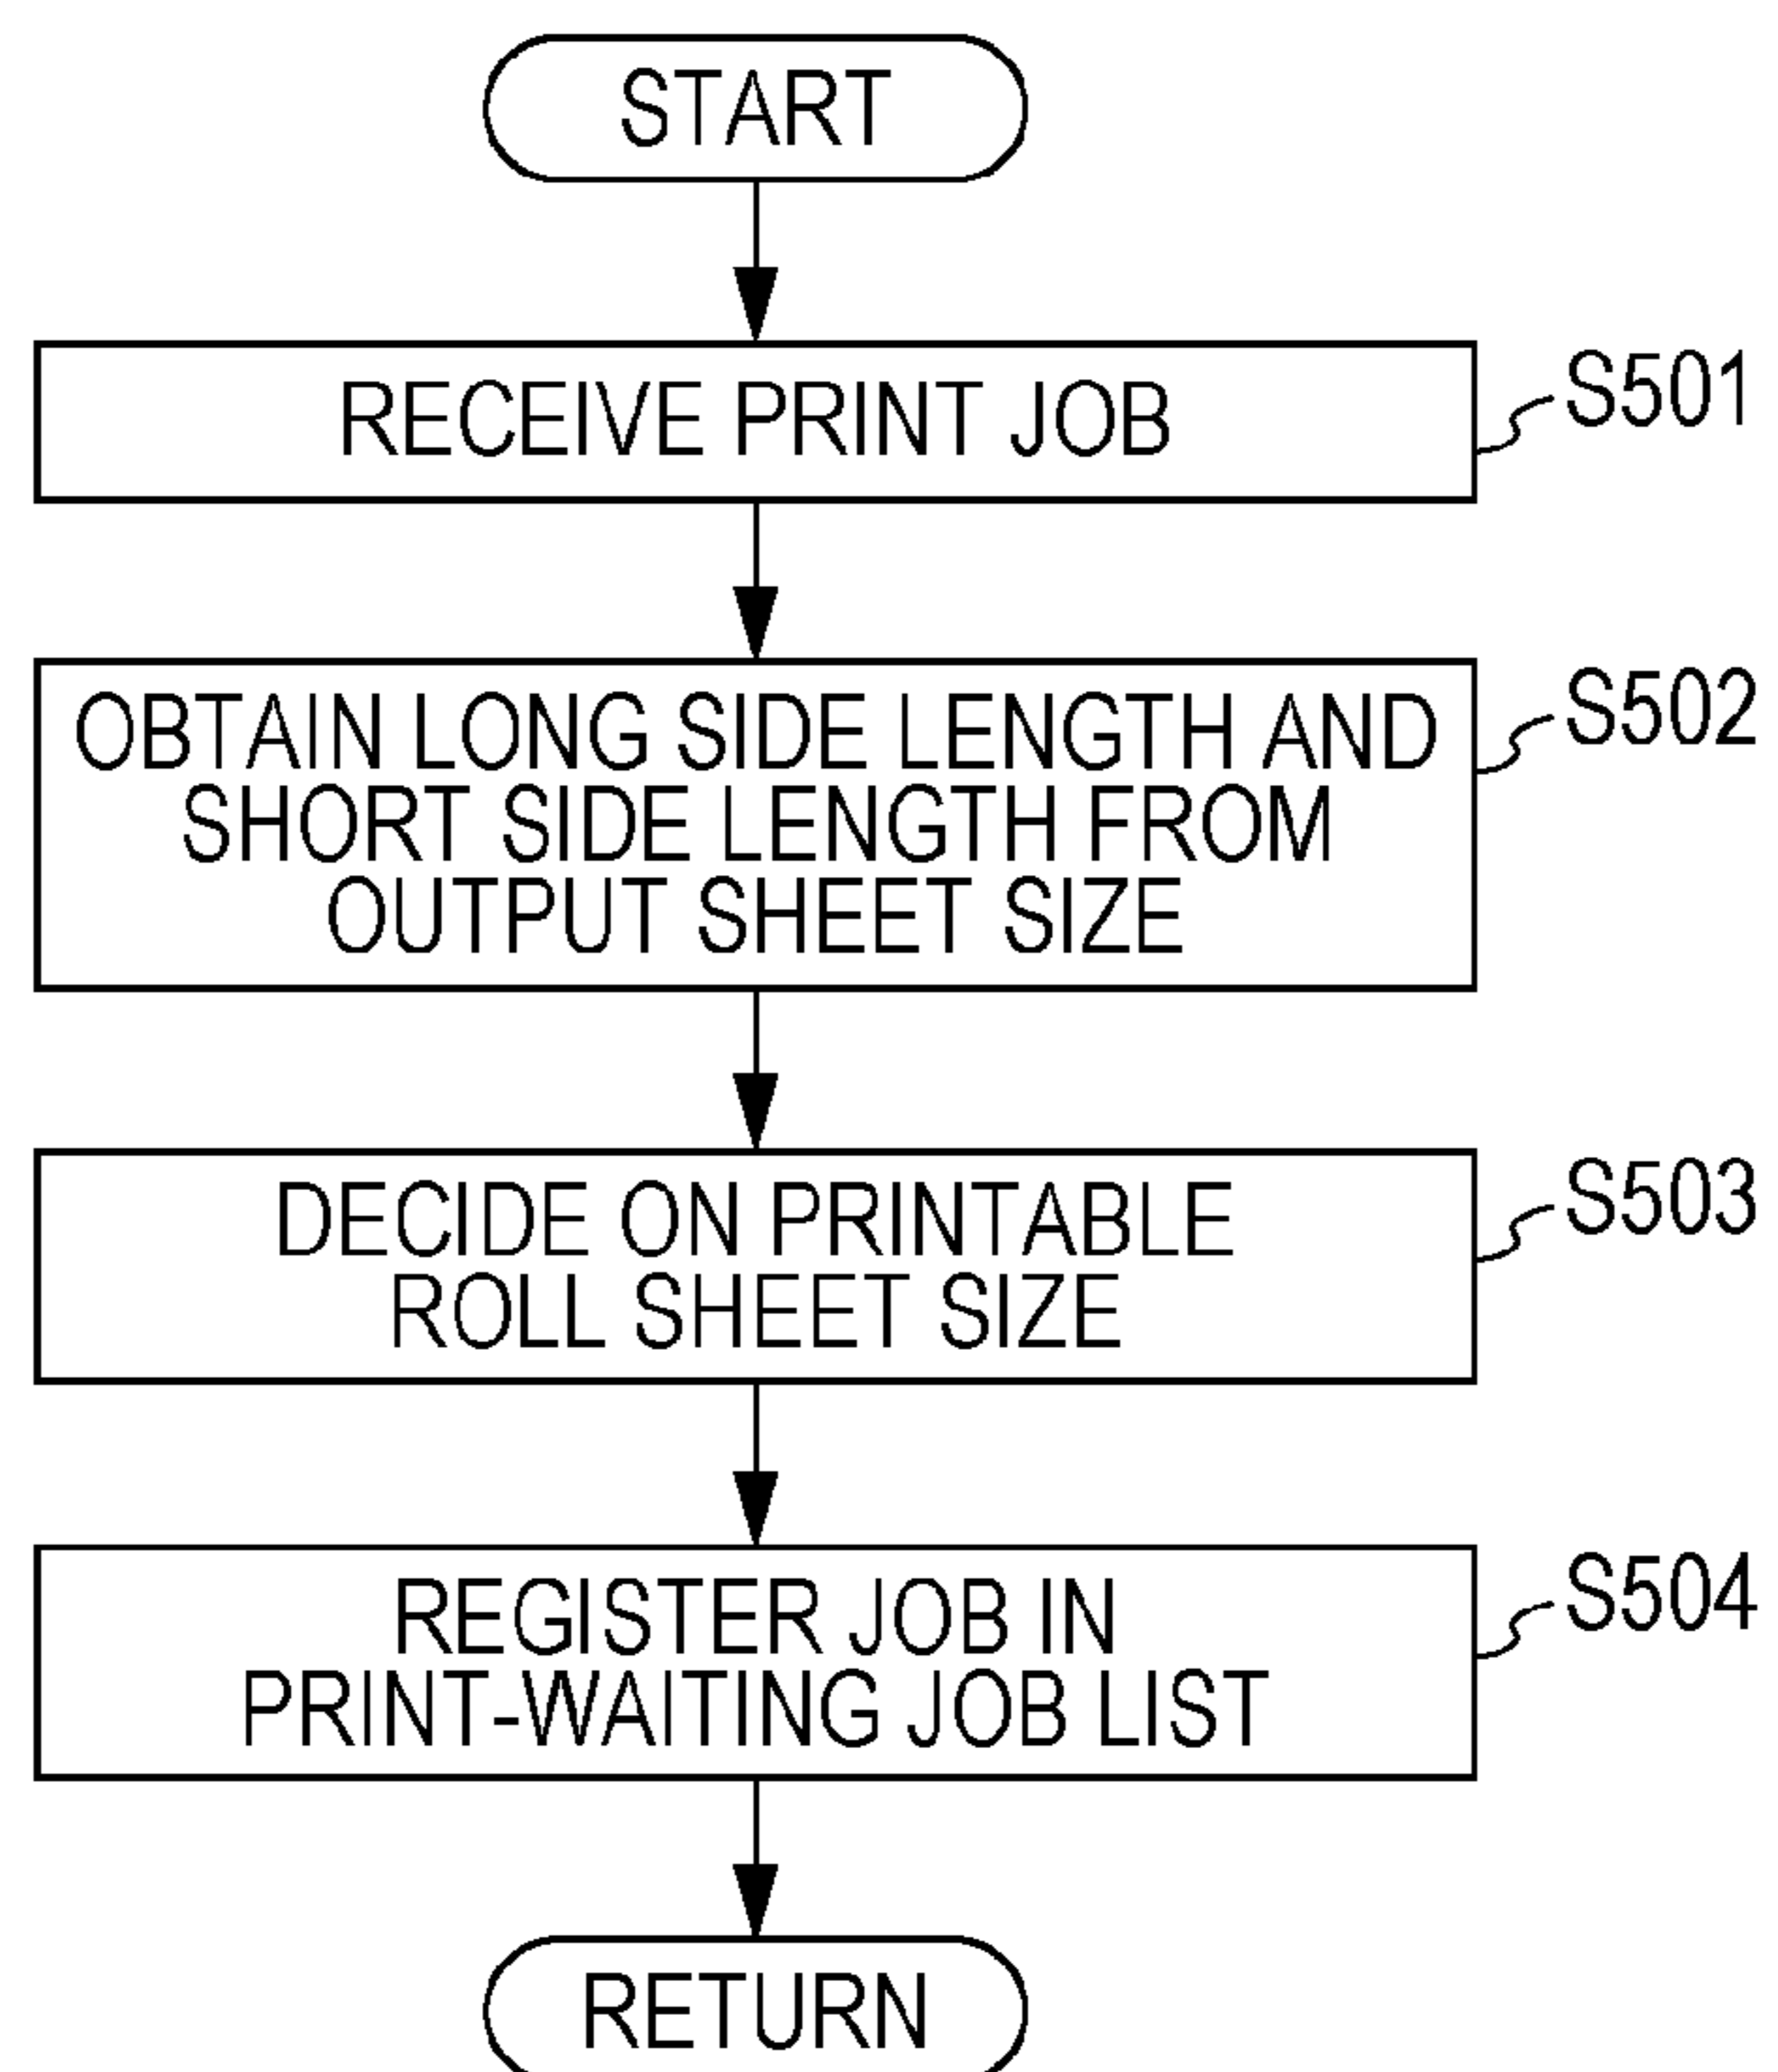 START
RECEIVE PRINT JOB
S501
OBTAIN LONG SIDE LENGTH AND
SHORT SIDE LENGTH FROM
OUTPUT SHEET SIZE
S502
DECIDE ON PRINTABLE
ROLL SHEET SIZE
S503
REGISTER JOB IN
PRINT-WAITING JOB LIST
S504
RETURN